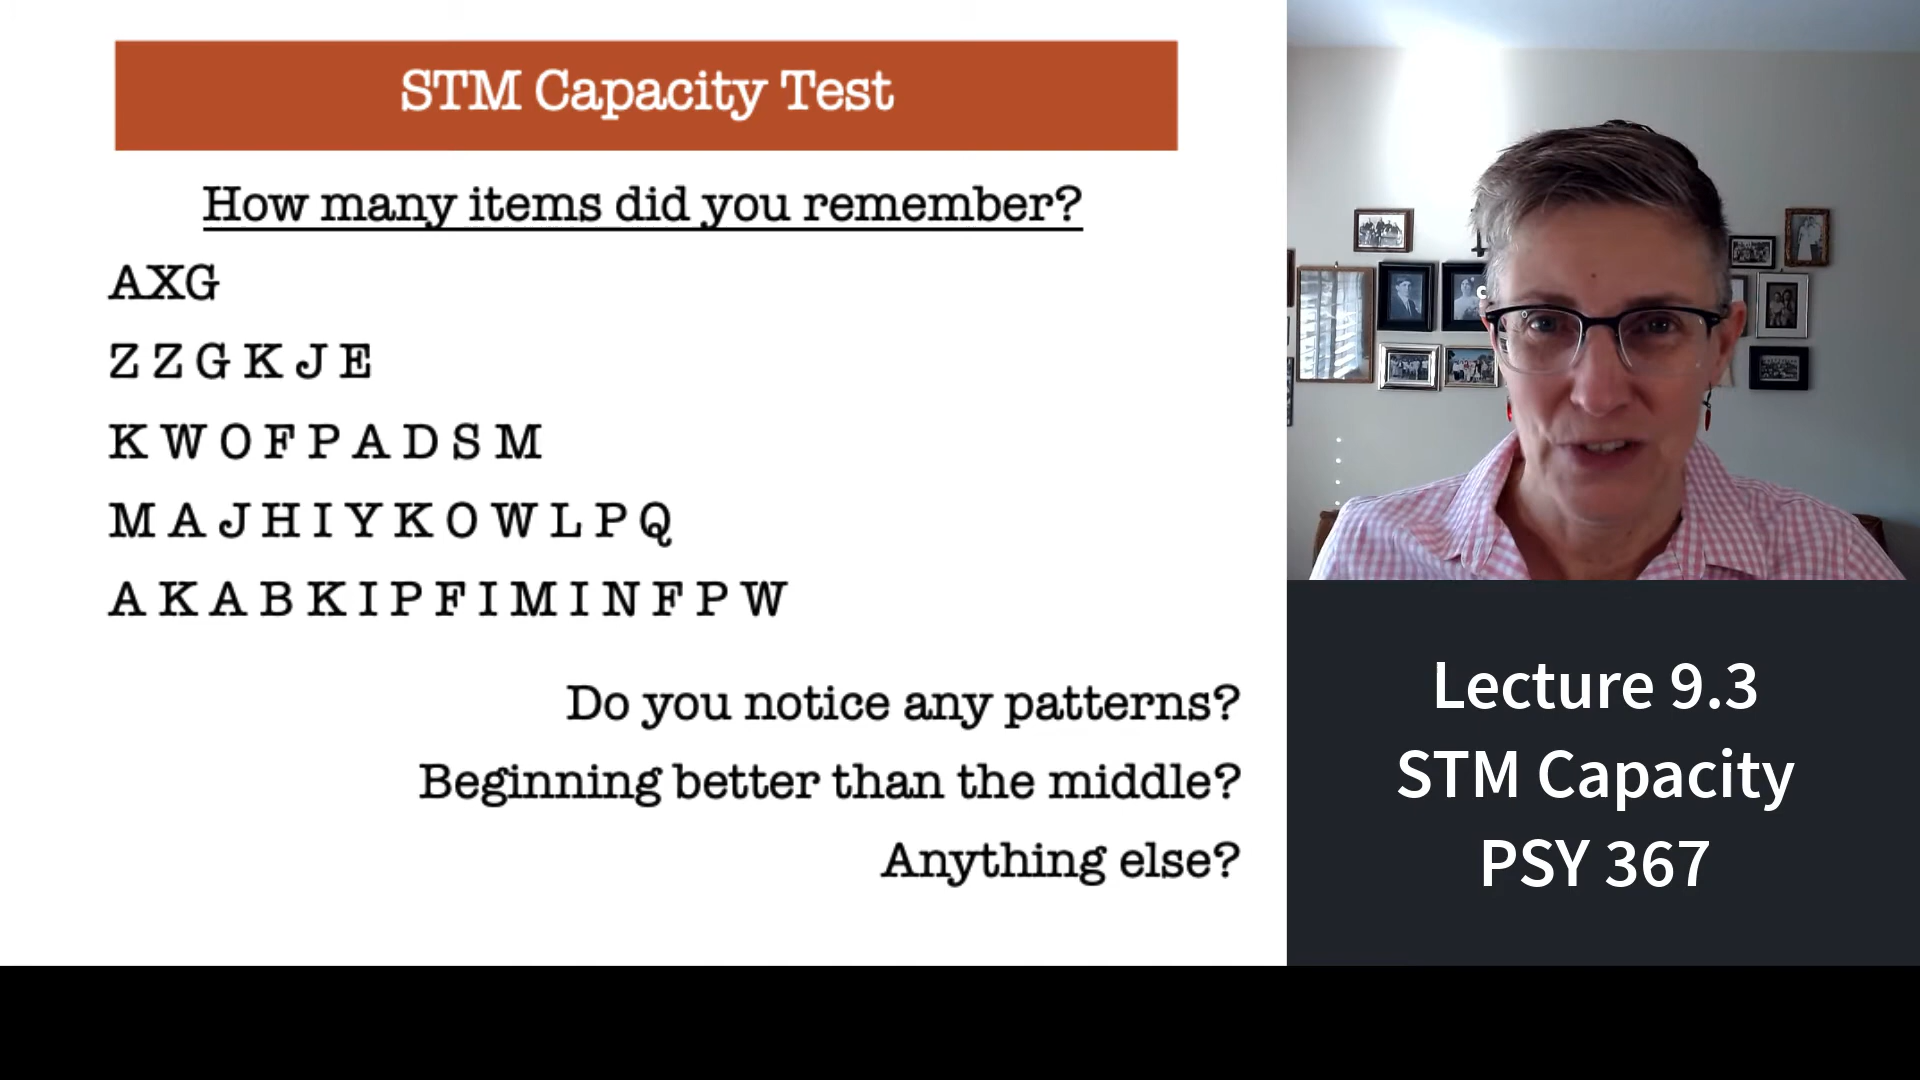 STM Capacity Test
How many items did you remember?
AXG
Z Z G K J E
K W O F P A D S M
M A J H I Y K O W L P Q
A K A B K I P F I M I N F P W
Do you notice any patterns?
Beginning better than the middle?
Anything else?
Lecture 9.3
STM Capacity
PSY 367